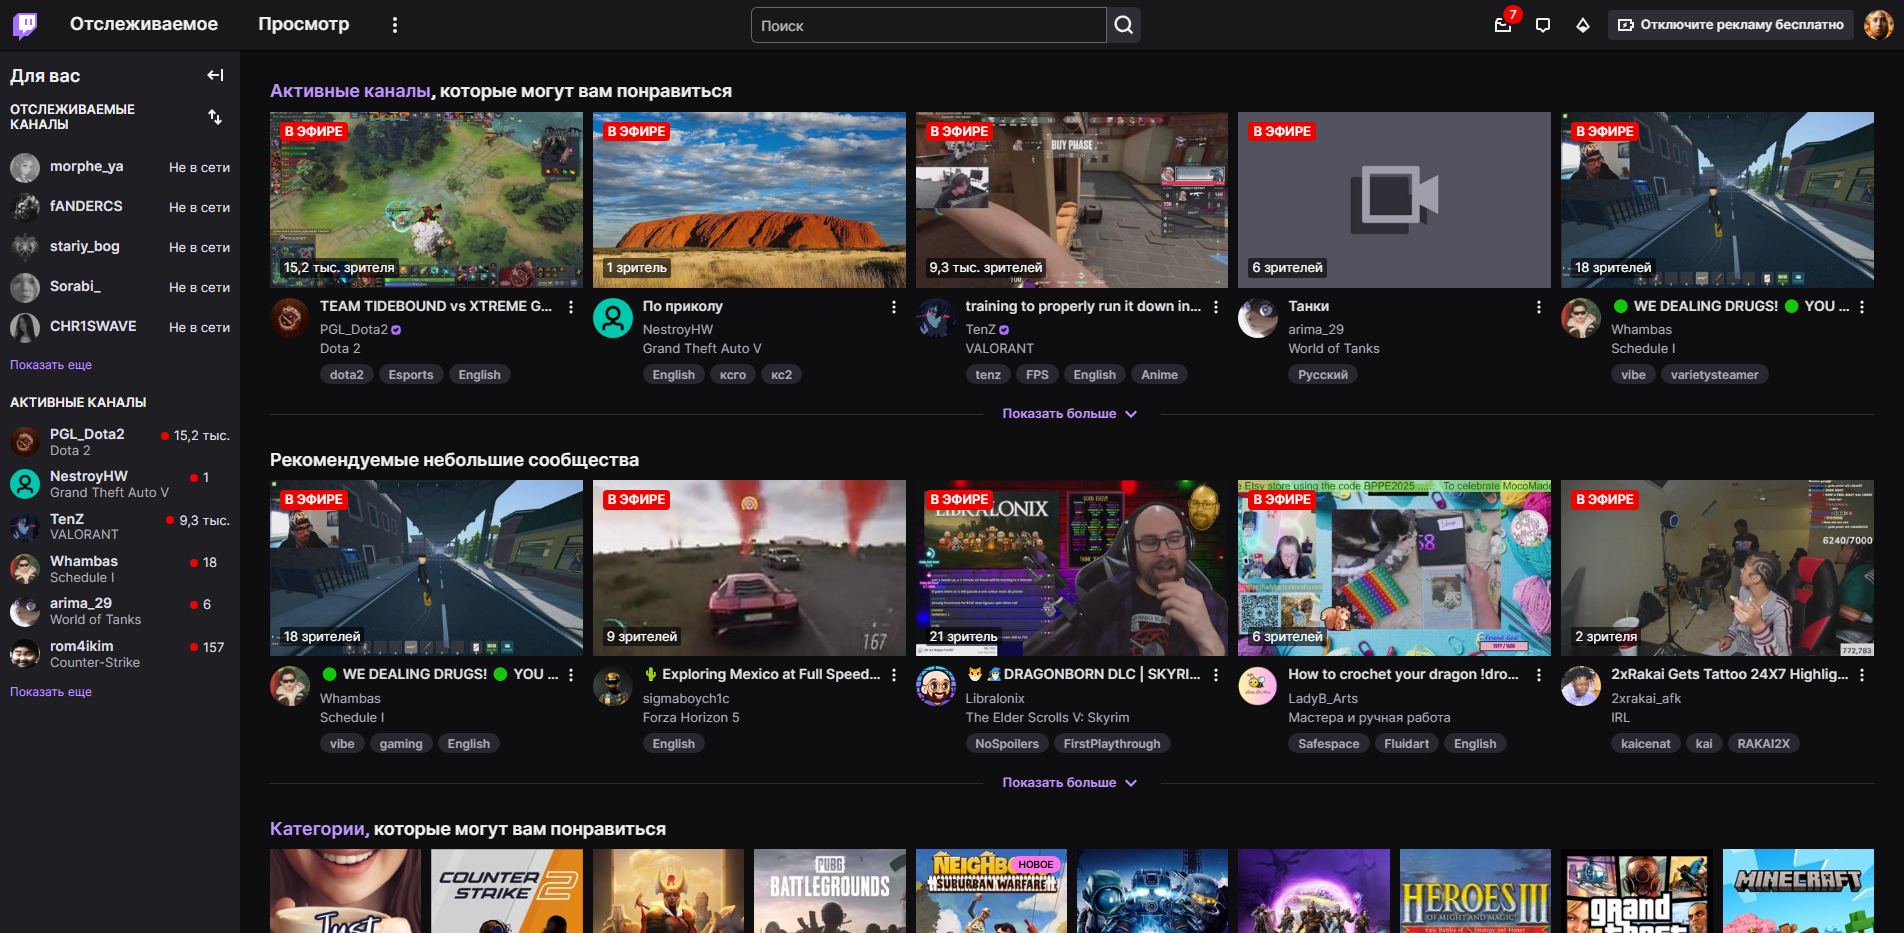 Отслеживаемое
Просмотр
Поиск
7
Отключите рекламу бесплатно
Для вас
ОТСЛЕЖИВАЕМЫЕ
КАНАЛЫ
morphe_ya Не в сети
fANDERCS Не в сети
stariy_bog Не в сети
Sorabi_ Не в сети
CHR1SWAVE Не в сети
Показать еще
АКТИВНЫЕ КАНАЛЫ
PGL_Dota2 15,2 тыс.
Dota 2
NestroyHW 1
Grand Theft Auto V
TenZ 9,3 тыс.
VALORANT
Whambas 18
Schedule I
arima_29 6
World of Tanks
rom4ikim 157
Counter-Strike
Показать еще
Активные каналы, которые могут вам понравиться
В ЭФИРЕ
15,2 тыс. зрителя
TEAM TIDEBOUND vs XTREME G...
PGL_Dota2
Dota 2
dota2 Esports English
В ЭФИРЕ
1 зритель
По приколу
NestroyHW
Grand Theft Auto V
English ксго кс2
В ЭФИРЕ
BUY PHASE
9,3 тыс. зрителей
training to properly run it down in...
TenZ
VALORANT
tenz FPS English Anime
В ЭФИРЕ
6 зрителей
Танки
arima_29
World of Tanks
Русский
В ЭФИРЕ
18 зрителей
WE DEALING DRUGS! YOU ...
Whambas
Schedule I
vibe varietysteamer
Показать больше
Рекомендуемые небольшие сообщества
В ЭФИРЕ
18 зрителей
WE DEALING DRUGS! YOU ...
Whambas
Schedule I
vibe gaming English
В ЭФИРЕ
167
9 зрителей
Exploring Mexico at Full Speed...
sigmaboych1c
Forza Horizon 5
English
В ЭФИРЕ
LIBRALONIX
21 зритель
DRAGONBORN DLC | SKYRI...
Libralonix
The Elder Scrolls V: Skyrim
NoSpoilers FirstPlaythrough
e Etsy store using the code BPPE2025 ...... To celebrate MocoMade
В ЭФИРЕ
6 зрителей
How to crochet your dragon !dro...
LadyB_Arts
Мастера и ручная работа
Safespace Fluidart English
В ЭФИРЕ
6240/7000
2 зрителя
772,783
2xRakai Gets Tattoo 24X7 Highlig...
2xrakai_afk
IRL
kaicenat kai RAKAI2X
Показать больше
Категории, которые могут вам понравиться
Just
COUNTER
STRIKE 2
PUBG
BATTLEGROUNDS
НОВОЕ
SUBURBAN WARFARE
HEROES III
OF MIGHT AND MAGIC
grand
theft
MINECRAFT